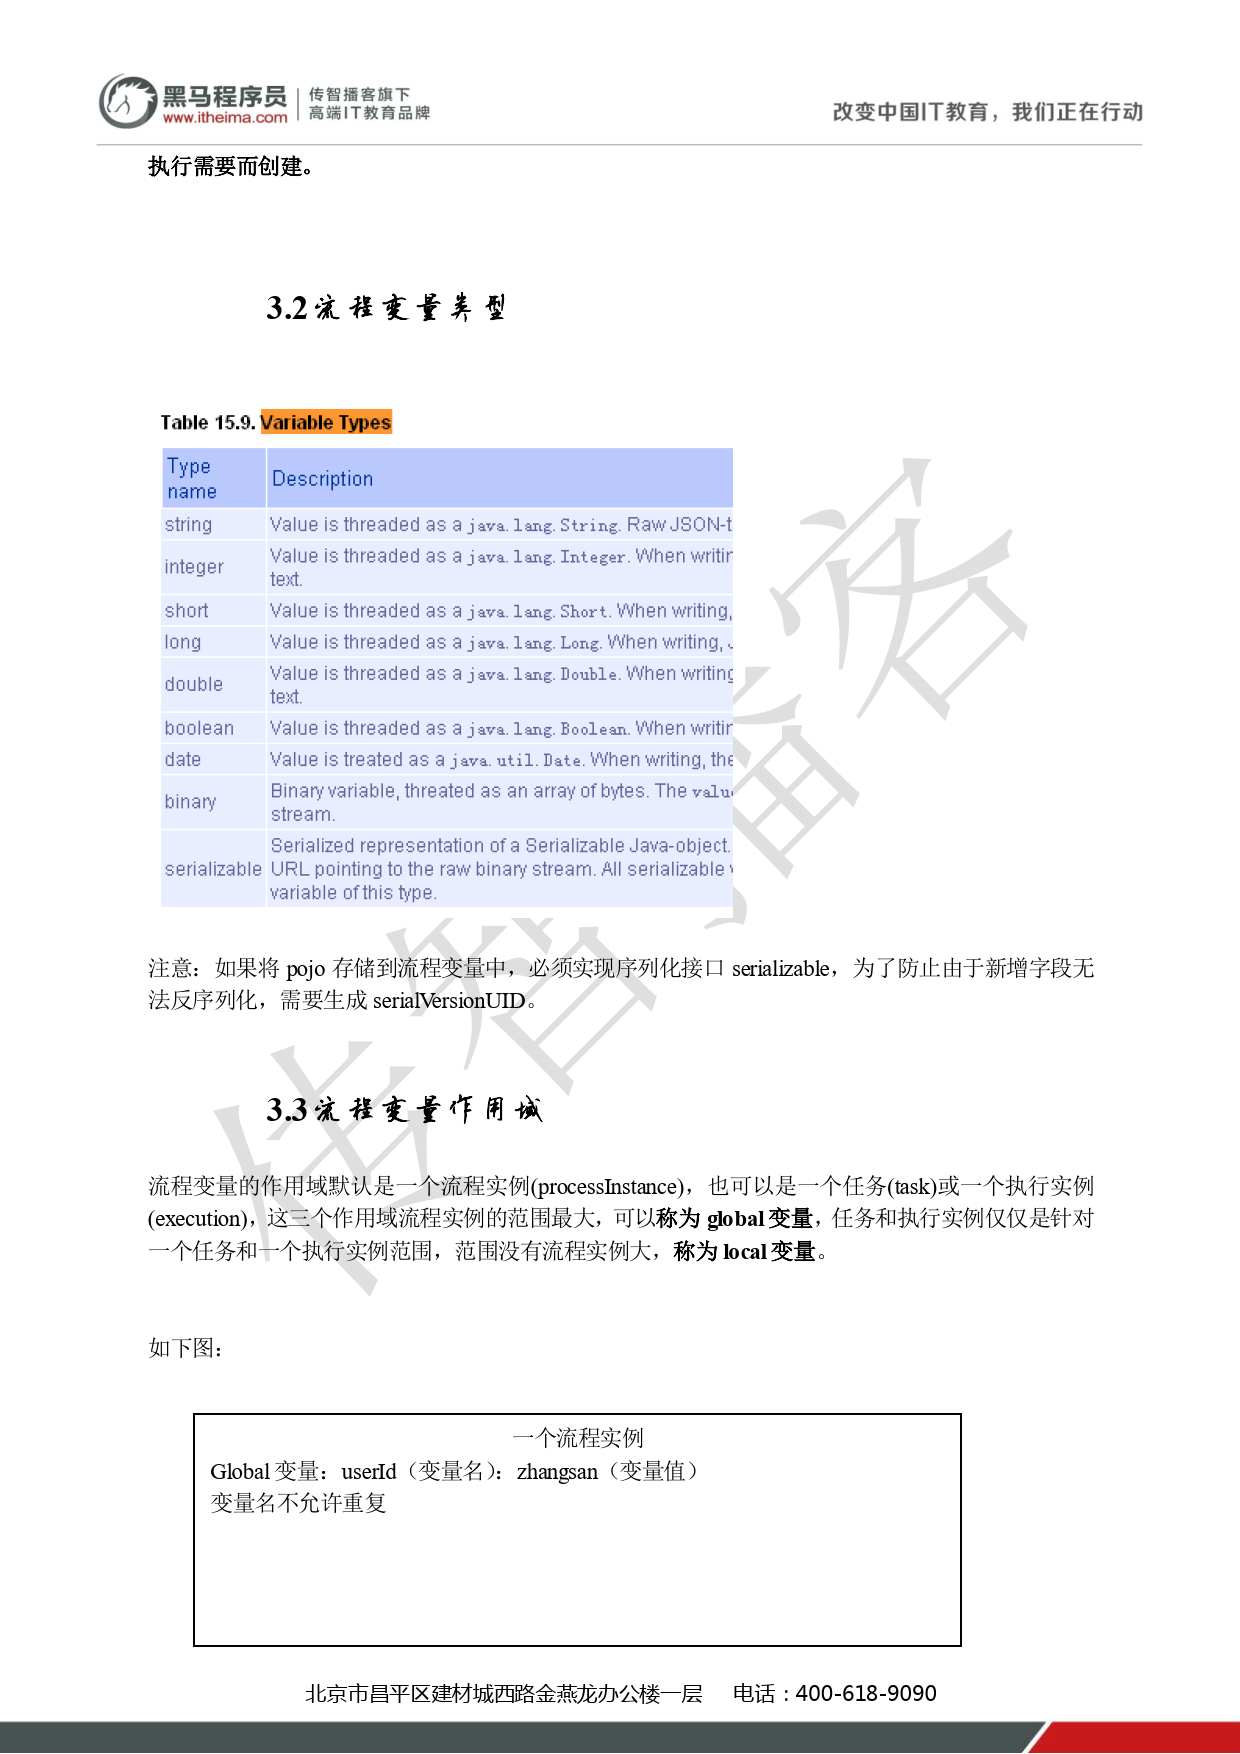 黑马程序员
www.itheima.com
传智播客旗下
高端IT教育品牌
改变中国IT教育，我们正在行动
执行需要而创建。
3.2流程变量类型
Table 15.9. Variable Types
Type name
Description
string
Value is threaded as a java.lang.String. Raw JSON-t
integer
Value is threaded as a java.lang.Integer. When writin
text.
short
Value is threaded as a java.lang.Short. When writing,
long
Value is threaded as a java.lang.Long. When writing,
double
Value is threaded as a java.lang.Double. When writing
text.
boolean
Value is threaded as a java.lang.Boolean. When writin
date
Value is treated as a java.util.Date. When writing, the
binary
Binary variable, threated as an array of bytes. The value
stream.
serializable
Serialized representation of a Serializable Java-object.
URL pointing to the raw binary stream. All serializable
variable of this type.
传智播客
注意：如果将 pojo 存储到流程变量中，必须实现序列化接口 serializable，为了防止由于新增字段无
法反序列化，需要生成 serialVersionUID。
3.3流程变量作用域
流程变量的作用域默认是一个流程实例(processInstance)，也可以是一个任务(task)或一个执行实例
(execution)，这三个作用域流程实例的范围最大，可以称为 global 变量，任务和执行实例仅仅是针对
一个任务和一个执行实例范围，范围没有流程实例大，称为 local 变量。
如下图：
一个流程实例
Global 变量：userId（变量名）：zhangsan（变量值）
变量名不允许重复
北京市昌平区建材城西路金燕龙办公楼一层 电话：400-618-9090